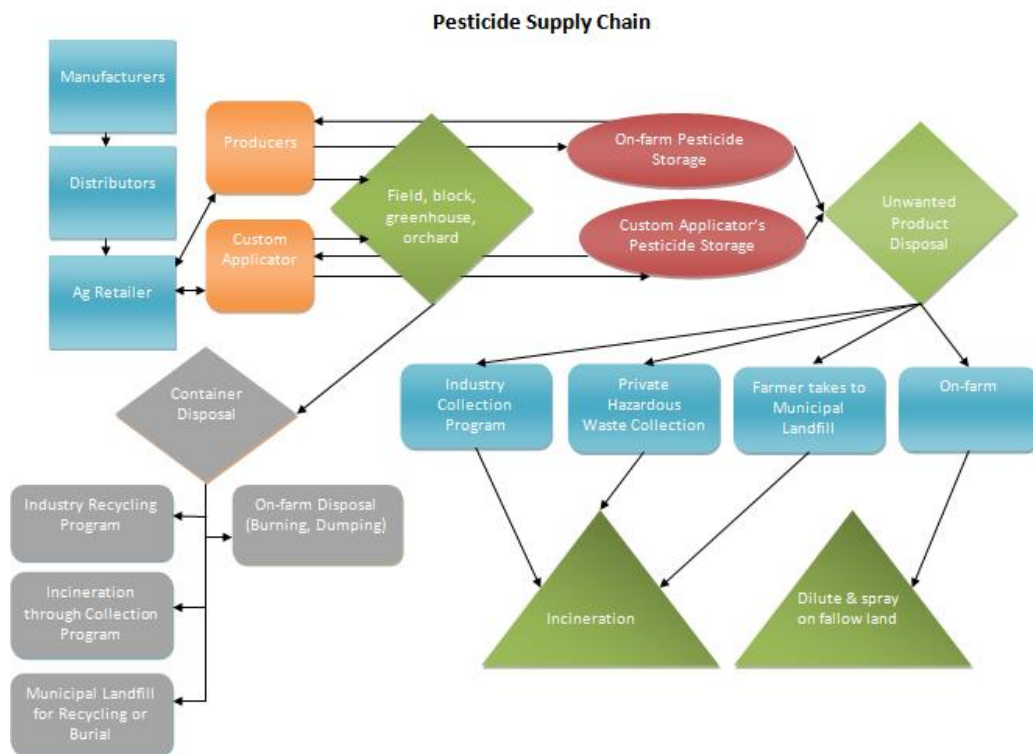 Pesticide Supply Chain
Manufacturers
Distributors
Ag Retailer
Producers
Custom
Applicator
Field, block,
greenhouse,
orchard
On-farm Pesticide
Storage
Custom Applicator's
Pesticide Storage
Unwanted
Product
Disposal
Container
Disposal
Industry
Collection
Program
Private
Hazardous
Waste Collection
Farmer takes to
Municipal
Landfill
On-farm
Industry Recycling
Program
On-farm Disposal
(Burning, Dumping)
Incineration
through Collection
Program
Municipal Landfill
for Recycling or
Burial
Incineration
Dilute & spray
on fallow land